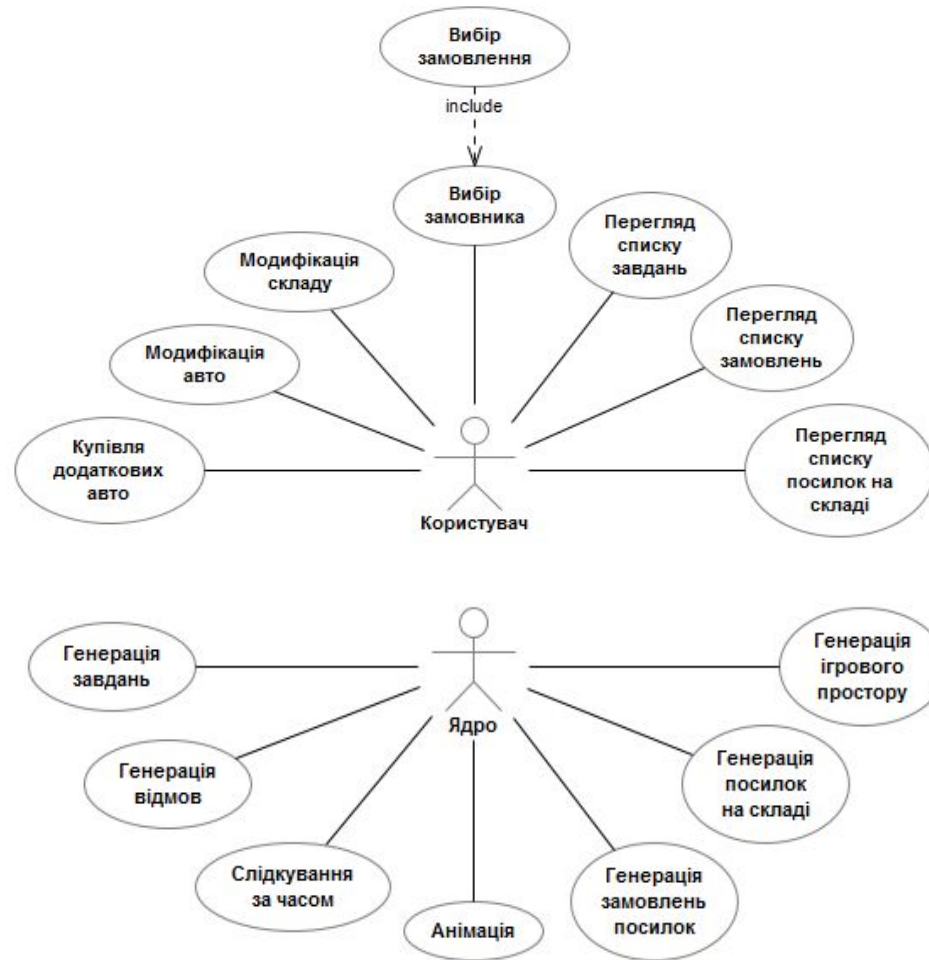 Вибір
замовлення
include
Вибір
замовника
Перегляд
списку
завдань
Модифікація
складу
Перегляд
списку
замовлень
Модифікація
авто
Купівля
додаткових
авто
Перегляд
списку
посилок на
складі
Користувач
Генерація
завдань
Генерація
ігрового
простору
Ядро
Генерація
відмов
Генерація
посилок
на складі
Слідкування
за часом
Генерація
замовлень
посилок
Анімація